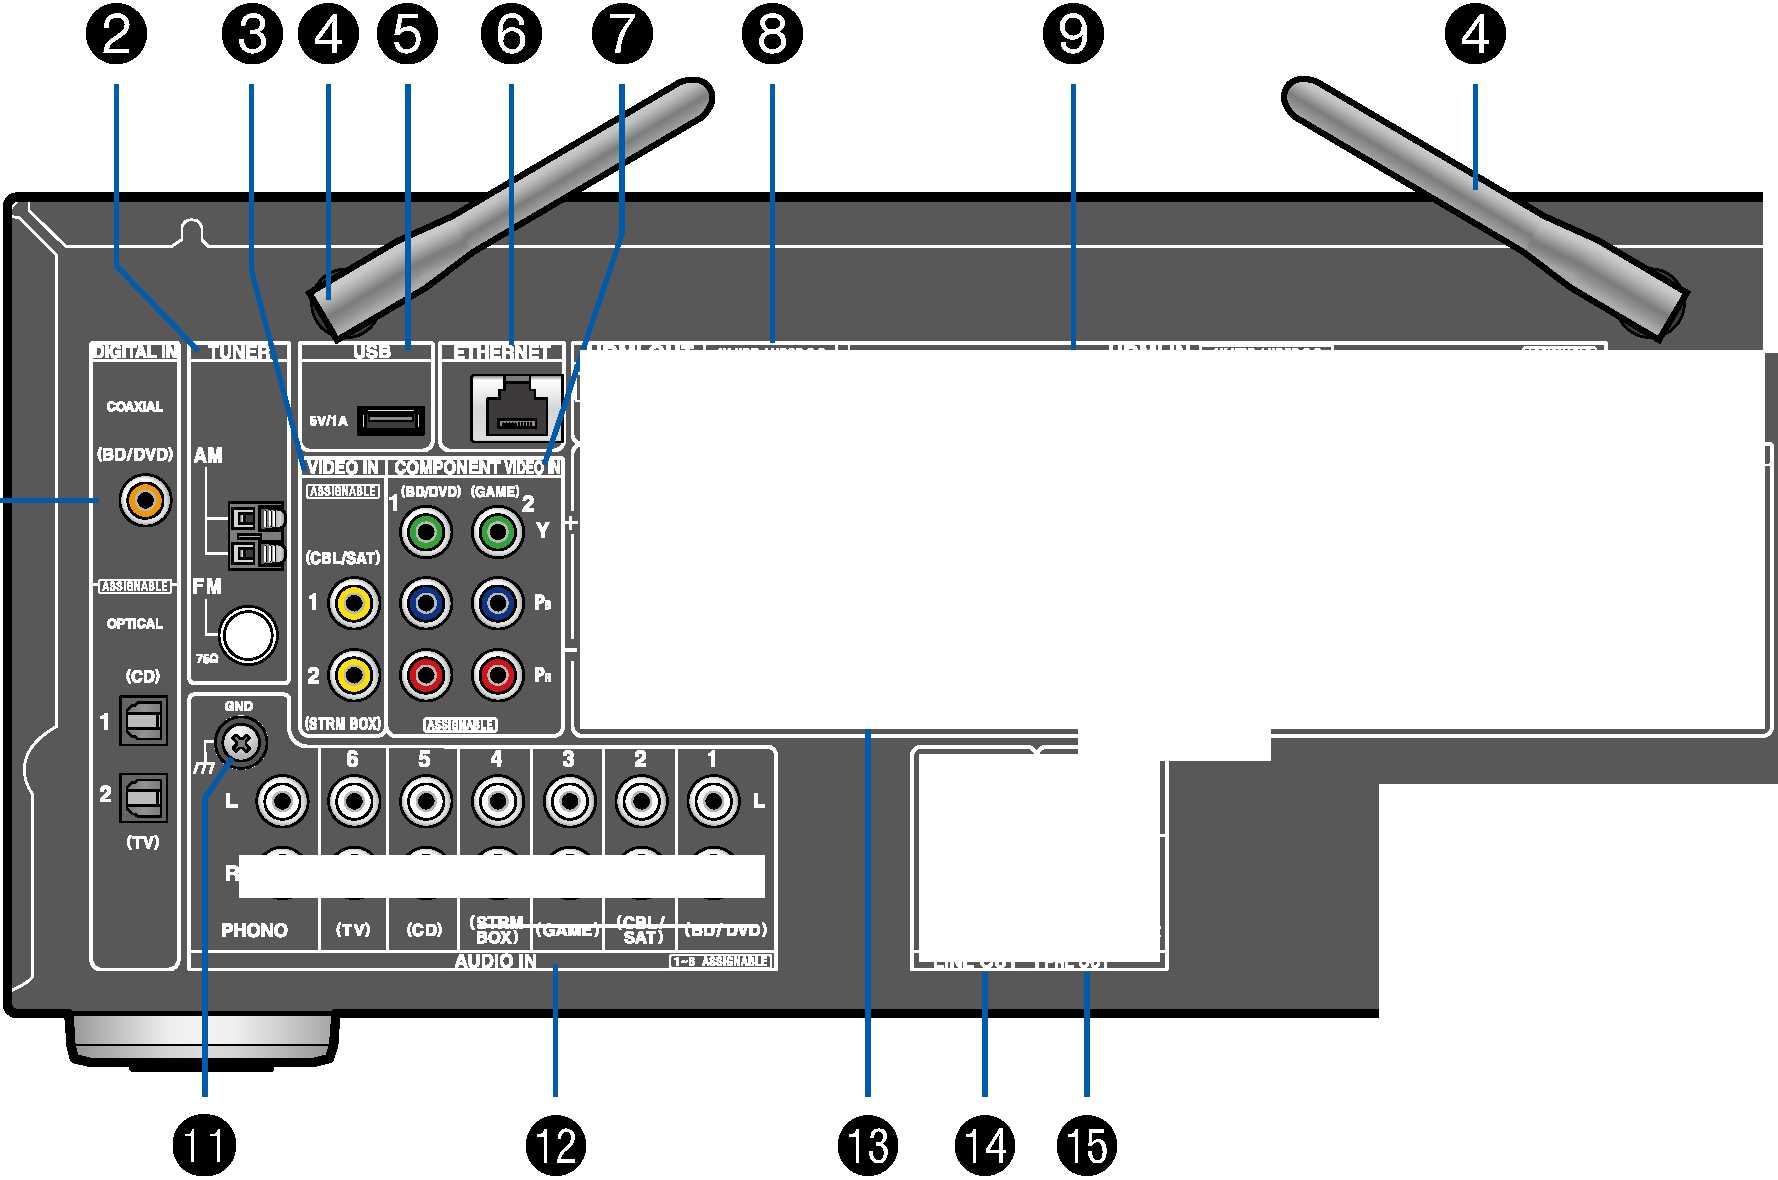 2 3 4 5 6 7 8 9 4
DIGITAL IN
TUNER
USB
ETHERNET
COAXIAL
5V/1A
(BD/DVD)
AM
VIDEO IN
COMPONENT VIDEO IN
ASSIGNABLE
1 (BD/DVD) (GAME) 2
Y
+
(CBL/SAT)
ASSIGNABLE
FM
1
PB
OPTICAL
75Ω
2
PR
(CD)
GND
(STRM BOX)
ASSIGNABLE
1
6 5 4 3 2 1
2
L
L
(TV)
R
PHONO
(TV)
(CD)
(STRM BOX)
(GAME)
(CBL/SAT)
(BD/DVD)
AUDIO IN
1~6 ASSIGNABLE
11 12 13 14 15